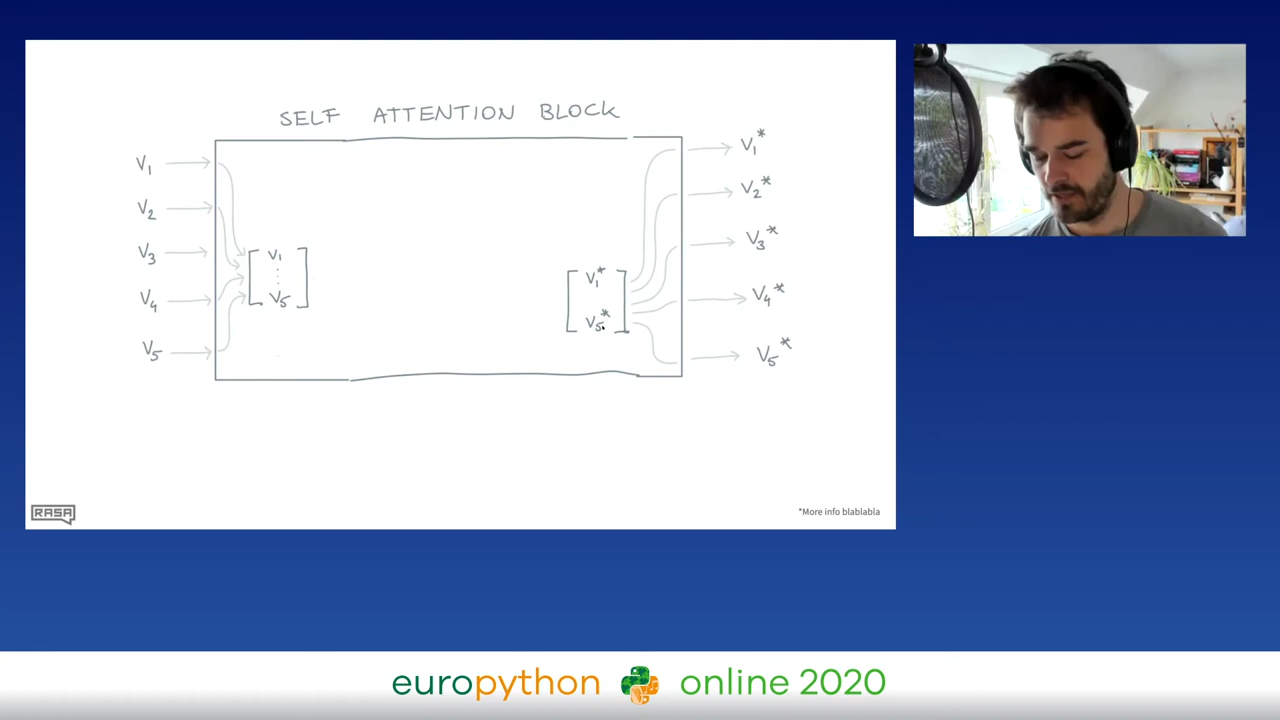 SELF ATTENTION BLOCK
V1
V2
V3
V4
V5
V1
V5
V1*
V5*
V1*
V2*
V3*
V4*
V5*
RASA
*More info blablabla
europython online 2020